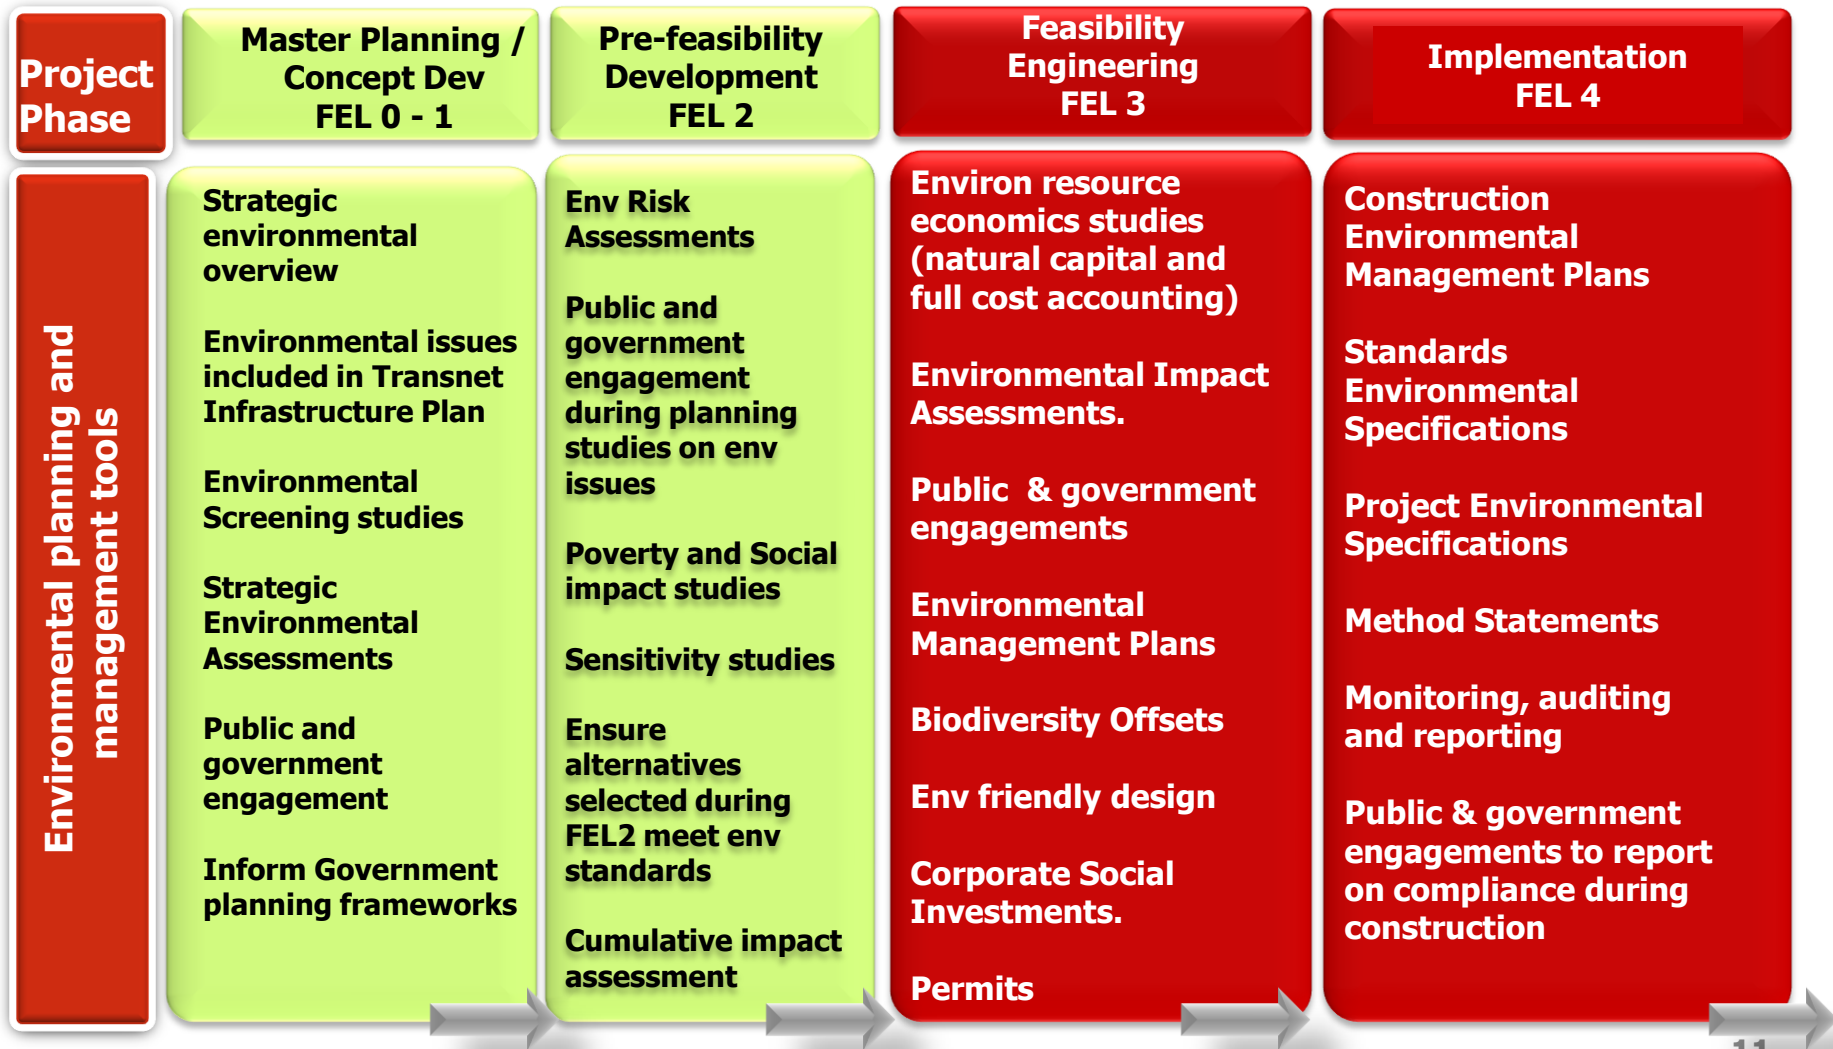 Project
Phase
Master Planning /
Concept Dev
FEL 0 - 1
Pre-feasibility
Development
FEL 2
Feasibility
Engineering
FEL 3
Implementation
FEL 4
Environmental planning and
management tools
Strategic
environmental
overview
Environmental issues
included in Transnet
Infrastructure Plan
Environmental
Screening studies
Strategic
Environmental
Assessments
Public and
government
engagement
Inform Government
planning frameworks
Env Risk
Assessments
Public and
government
engagement
during planning
studies on env
issues
Poverty and Social
impact studies
Sensitivity studies
Ensure
alternatives
selected during
FEL2 meet env
standards
Cumulative impact
assessment
Environ resource
economics studies
(natural capital and
full cost accounting)
Environmental Impact
Assessments.
Public  & government
engagements
Environmental
Management Plans
Biodiversity Offsets
Env friendly design
Corporate Social
Investments.
Permits
Construction
Environmental
Management Plans
Standards
Environmental
Specifications
Project Environmental
Specifications
Method Statements
Monitoring, auditing
and reporting
Public & government
engagements to report
on compliance during
construction
11